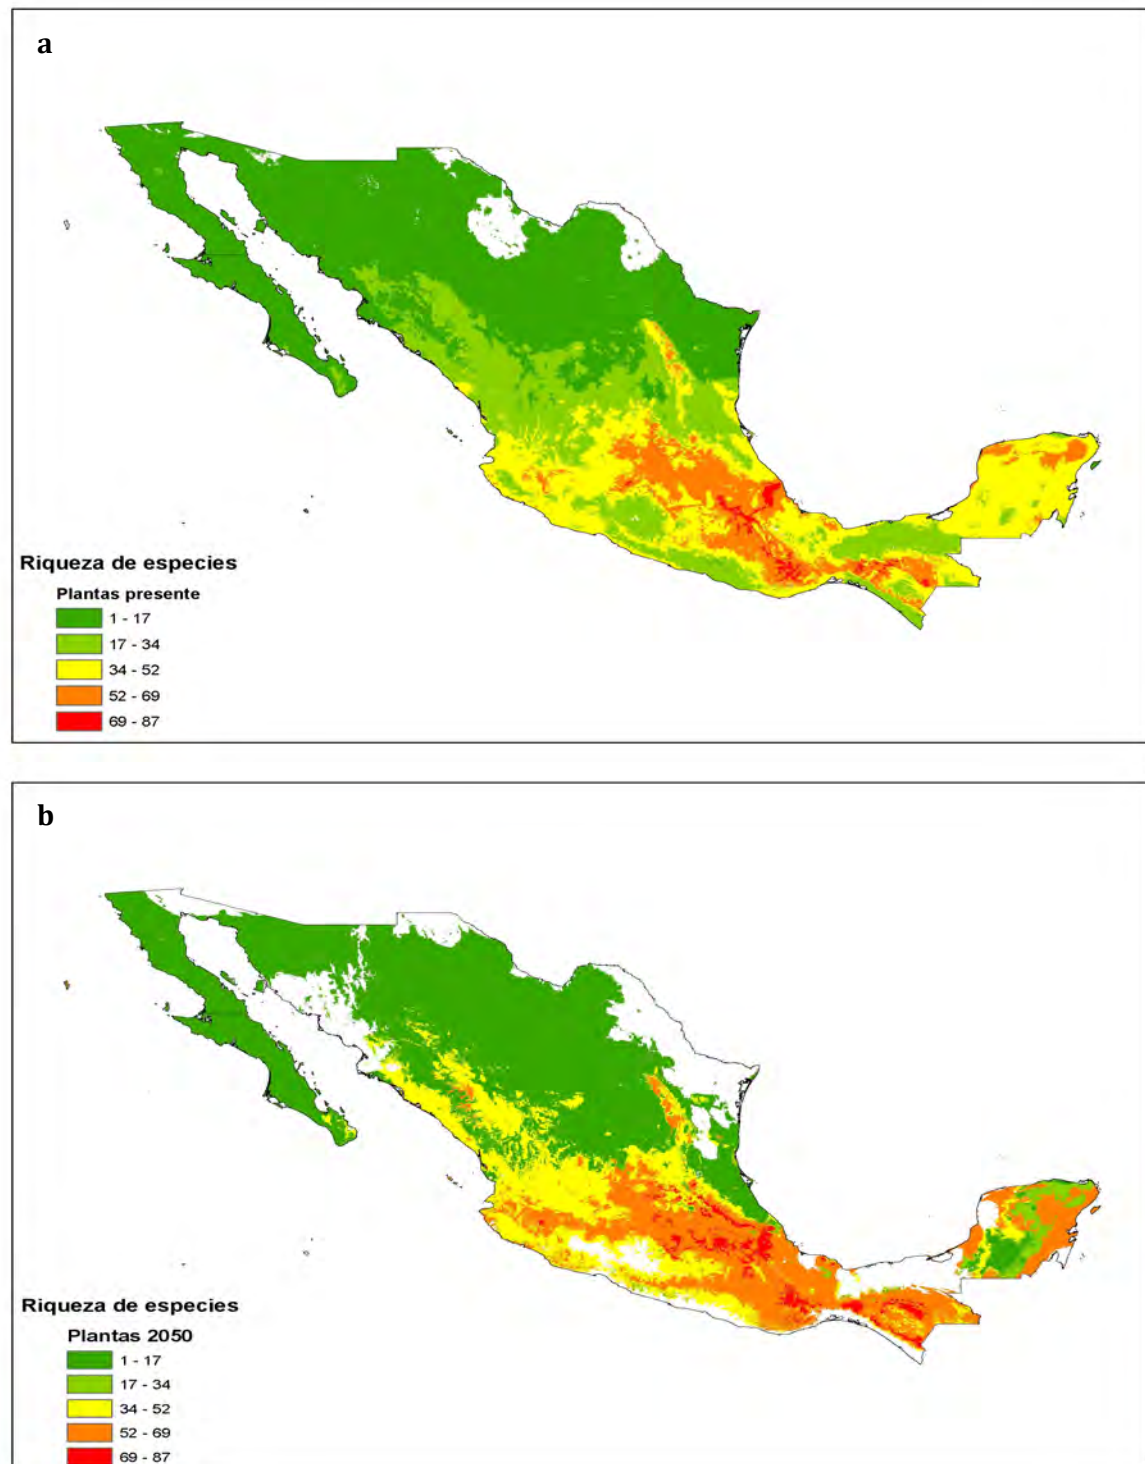 a
Riqueza de especies
Plantas presente
1 - 17
17 - 34
34 - 52
52 - 69
69 - 87
b
Riqueza de especies
Plantas 2050
1 - 17
17 - 34
34 - 52
52 - 69
69 - 87